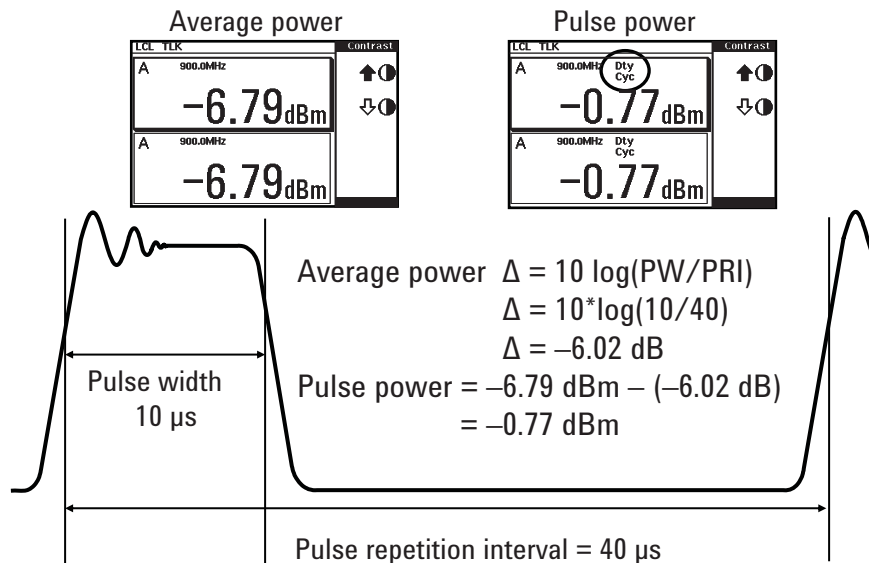 Average power
Pulse power
LCL TLK
Contrast
A 900.0MHz
−6.79dBm
A 900.0MHz
−6.79dBm
LCL TLK
Contrast
A 900.0MHz Dty
Cyc
−0.77dBm
A 900.0MHz Dty
Cyc
−0.77dBm
Average power Δ = 10 log(PW/PRI)
Δ = 10*log(10/40)
Δ = −6.02 dB
Pulse power = −6.79 dBm − (−6.02 dB)
= −0.77 dBm
Pulse width
10 µs
Pulse repetition interval = 40 µs